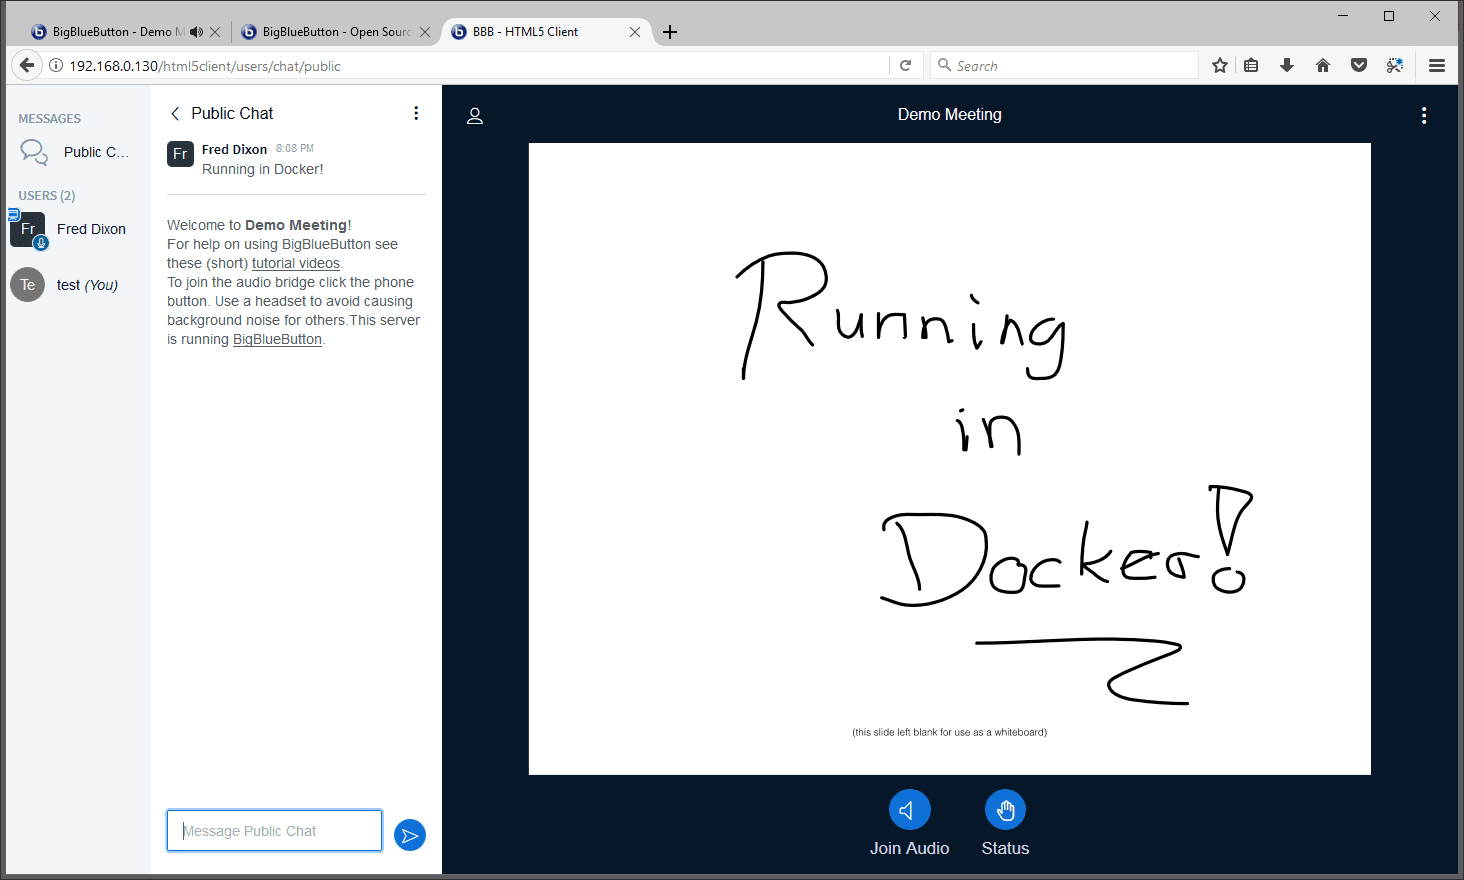 BigBlueButton - Demo M
BigBlueButton - Open Sourc
BBB - HTML5 Client
192.168.0.130/html5client/users/chat/public
Search
MESSAGES
Public C...
USERS (2)
Fr
Fred Dixon
Te
test (You)
Public Chat
Fr
Fred Dixon 8:08 PM
Running in Docker!
Welcome to Demo Meeting!
For help on using BigBlueButton see
these (short) tutorial videos.
To join the audio bridge click the phone
button. Use a headset to avoid causing
background noise for others.This server
is running BigBlueButton.
Message Public Chat
Demo Meeting
Running
in
Docker!
(this slide left blank for use as a whiteboard)
Join Audio
Status